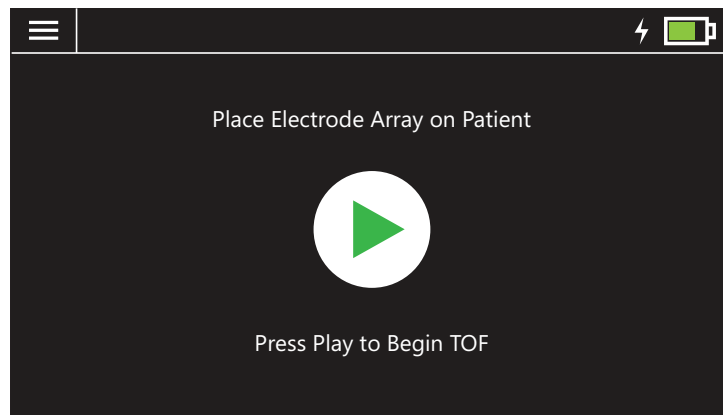 Place Electrode Array on Patient
Press Play to Begin TOF